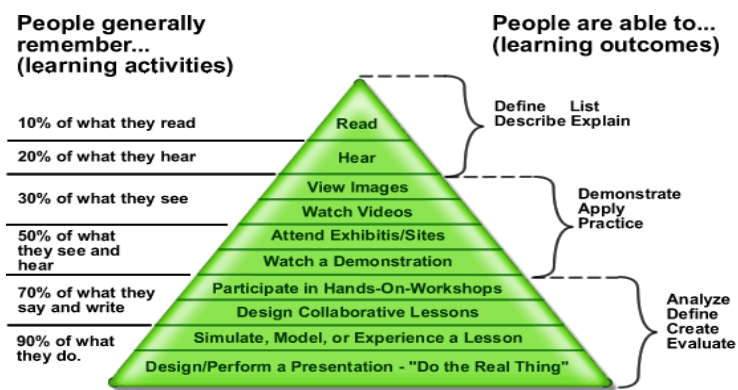 People generally
remember...
(learning activities)
People are able to...
(learning outcomes)
10% of what they read
20% of what they hear
30% of what they see
50% of what
they see and
hear
70% of what they
say and write
90% of what
they do.
Read
Hear
View Images
Watch Videos
Attend Exhibitis/Sites
Watch a Demonstration
Participate in Hands-On-Workshops
Design Collaborative Lessons
Simulate, Model, or Experience a Lesson
Design/Perform a Presentation - "Do the Real Thing"
Define List
Describe Explain
Demonstrate
Apply
Practice
Analyze
Define
Create
Evaluate